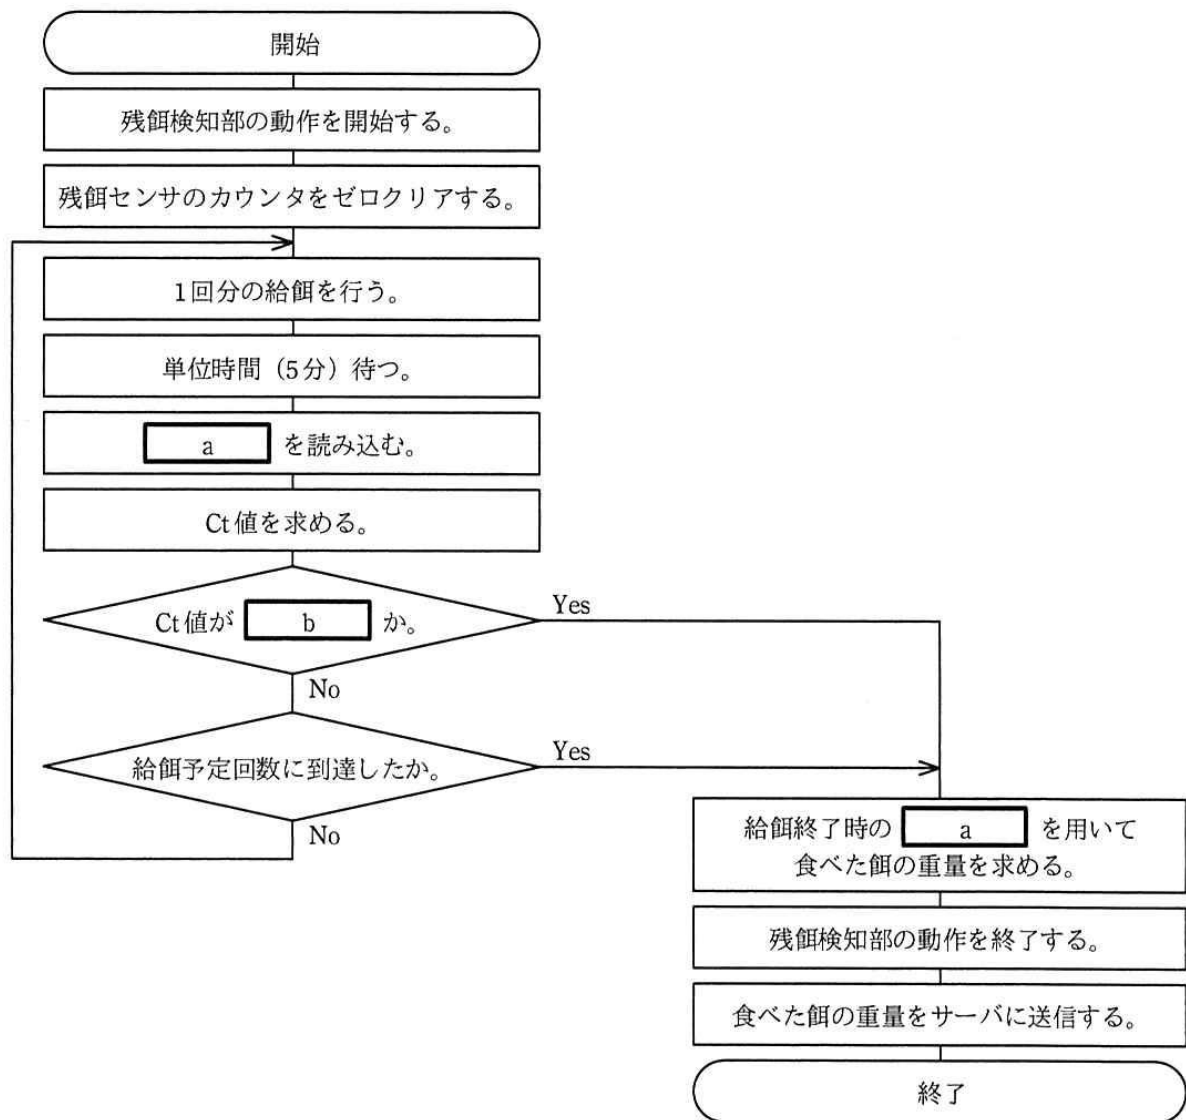 開始
残餌検知部の動作を開始する。
残餌センサのカウンタをゼロクリアする。
1回分の給餌を行う。
単位時間（5分）待つ。
a を読み込む。
Ct値を求める。
Ct値が b か。
Yes
No
給餌予定回数に到達したか。
Yes
No
給餌終了時の a を用いて
食べた餌の重量を求める。
残餌検知部の動作を終了する。
食べた餌の重量をサーバに送信する。
終了